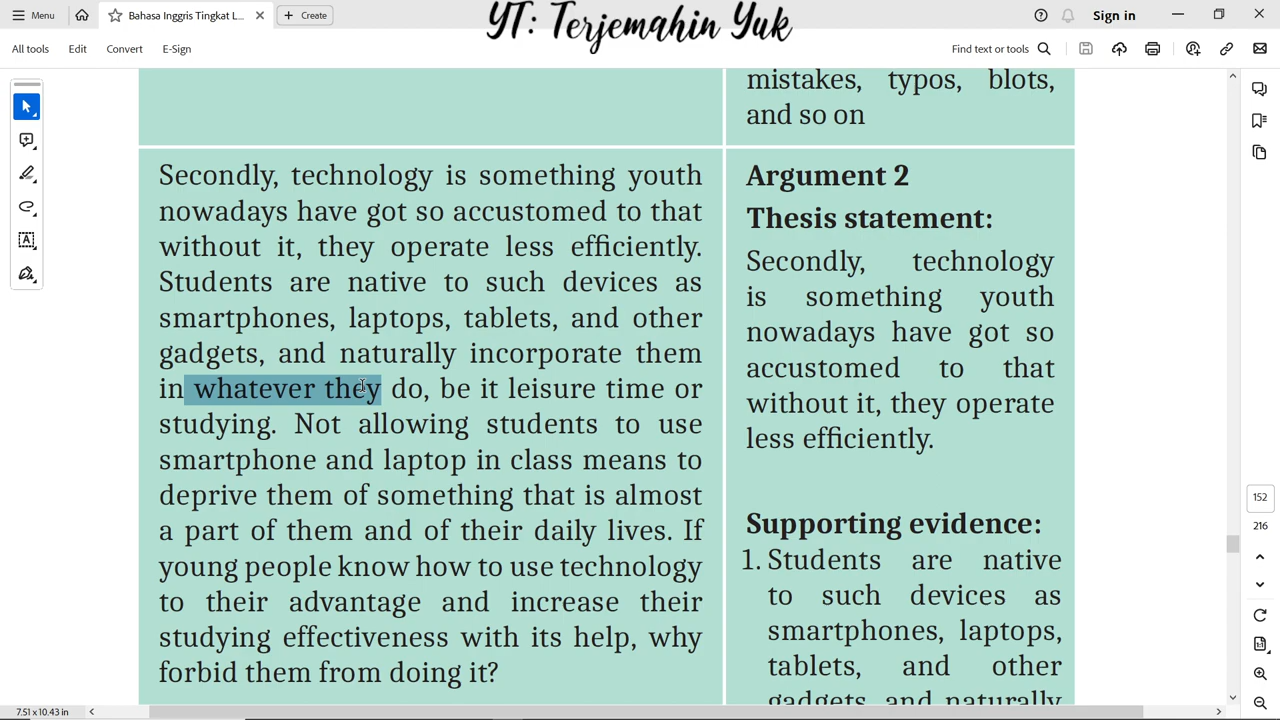 Menu
Bahasa Inggris Tingkat L...
Create
YT: Terjemahin Yuk
Sign in
All tools
Edit
Convert
E-Sign
Find text or tools
mistakes, typos, blots,
and so on
Secondly, technology is something youth
nowadays have got so accustomed to that
without it, they operate less efficiently.
Students are native to such devices as
smartphones, laptops, tablets, and other
gadgets, and naturally incorporate them
in whatever they do, be it leisure time or
studying. Not allowing students to use
smartphone and laptop in class means to
deprive them of something that is almost
a part of them and of their daily lives. If
young people know how to use technology
to their advantage and increase their
studying effectiveness with its help, why
forbid them from doing it?
Argument 2
Thesis statement:
Secondly, technology
is something youth
nowadays have got so
accustomed to that
without it, they operate
less efficiently.
Supporting evidence:
1. Students are native
to such devices as
smartphones, laptops,
tablets, and other
gadgets, and naturally
152
216
7.51 x 10.43 in